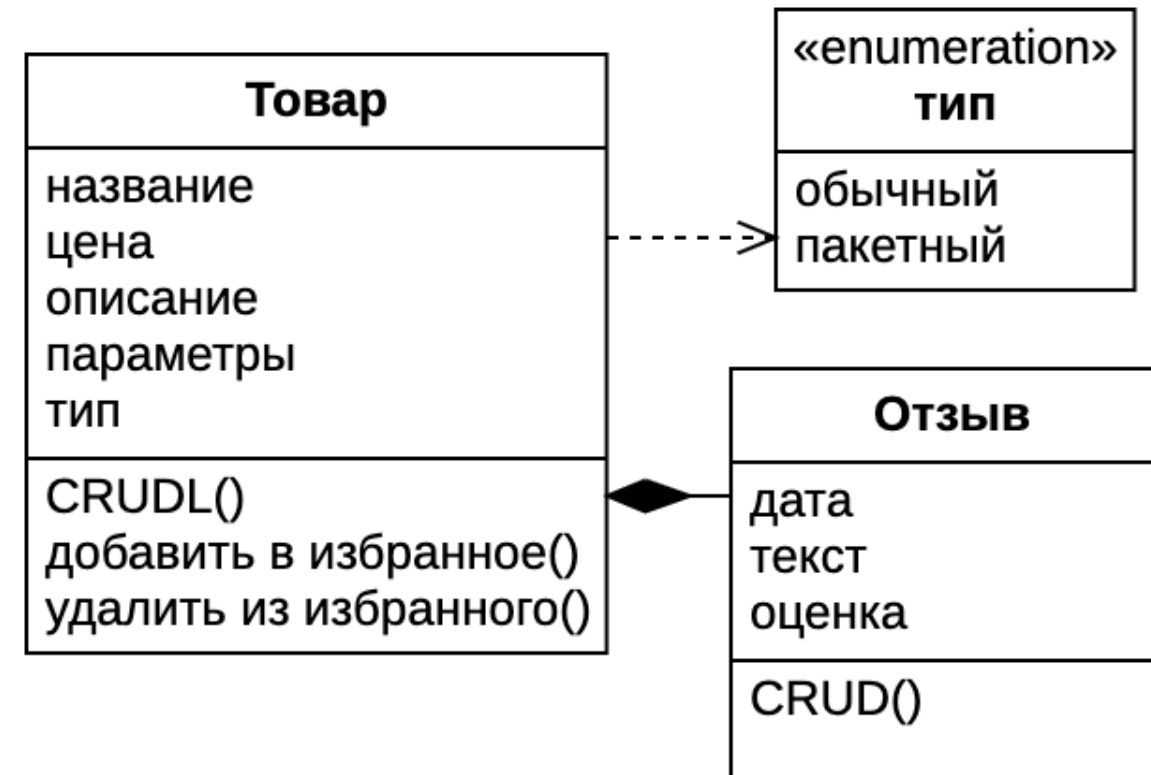 Товар
название
цена
описание
параметры
тип
CRUDL()
добавить в избранное()
удалить из избранного()
«enumeration»
тип
обычный
пакетный
Отзыв
дата
текст
оценка
CRUD()